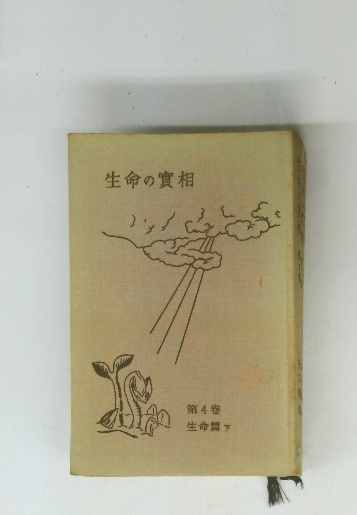 生命の實相
第4巻
生命篇 下